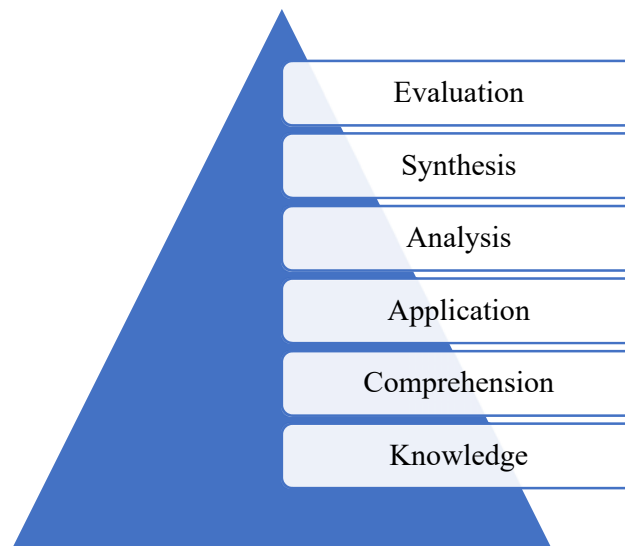 Evaluation
Synthesis
Analysis
Application
Comprehension
Knowledge